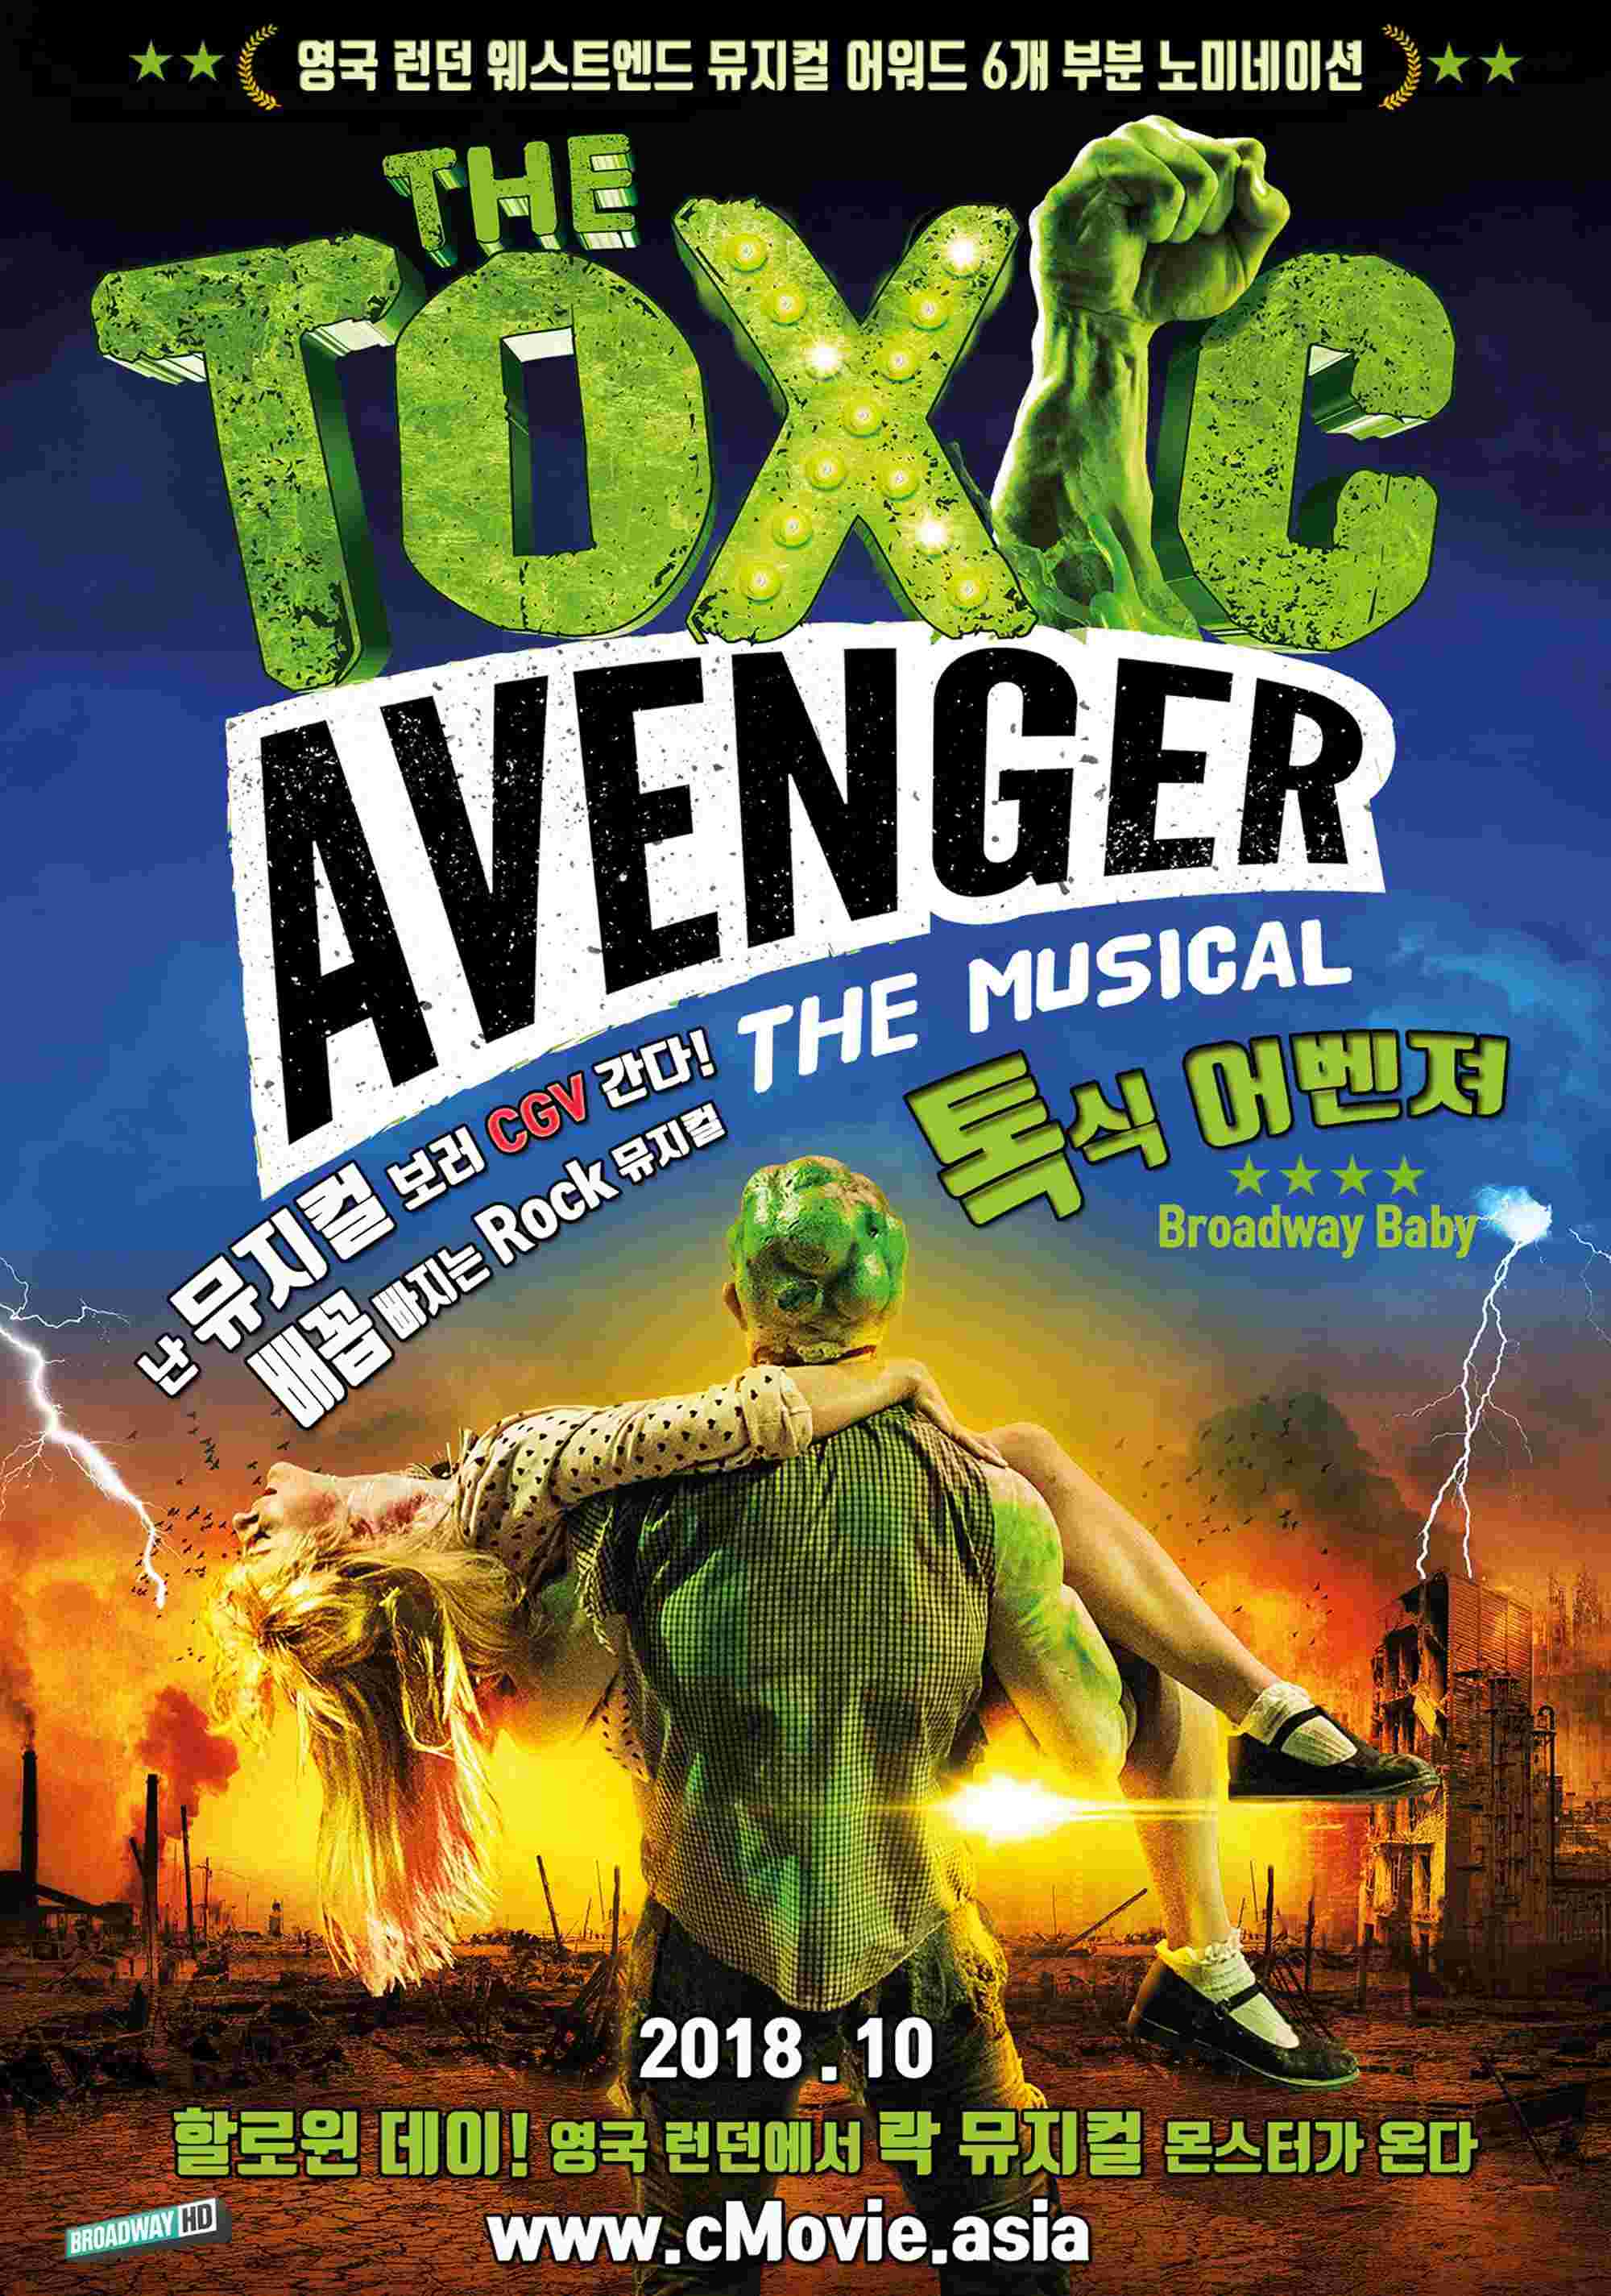 영국 런던 웨스트엔드 뮤지컬 어워드 6개 부분 노미네이션
THE
TOXIC
AVENGER
THE MUSICAL
톡식 어벤져
★★★★
Broadway Baby
난 뮤지컬 보러 CGV 간다!
배꼽 빠지는 Rock 뮤지컬
2018.10
할로윈 데이! 영국 런던에서 락 뮤지컬 몬스터가 온다
BROADWAY HD
www.cMovie.asia